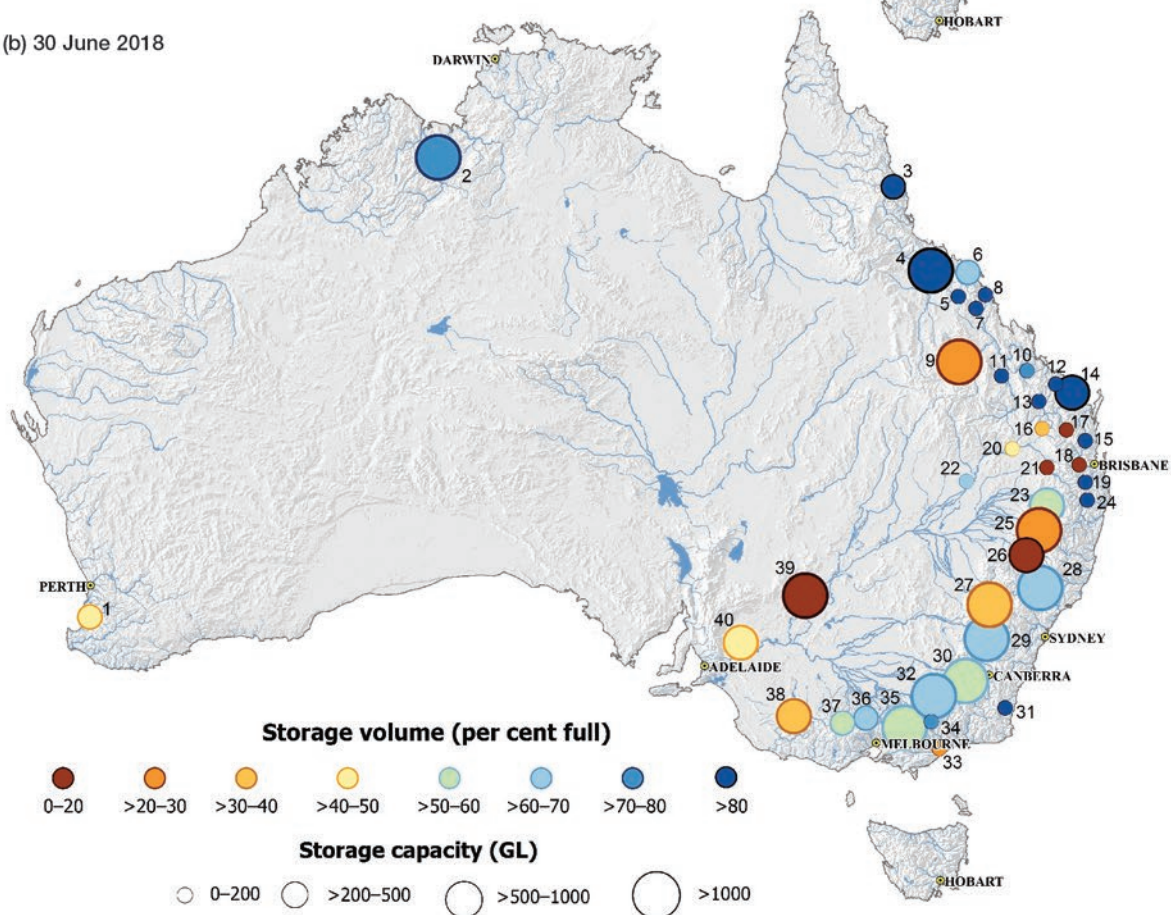 HOBART
(b) 30 June 2018
DARWIN
2
3
4
6
5
8
7
9
11
10
12
14
13
16
17
15
20
18
BRISBANE
21
22
19
23
24
25
26
28
39
27
PERTH
1
40
29
SYDNEY
ADELAIDE
30
CANBERRA
32
38
37
36
35
31
34
MELBOURNE
33
Storage volume (per cent full)
0–20 >20–30 >30–40 >40–50 >50–60 >60–70 >70–80 >80
Storage capacity (GL)
0–200 >200–500 >500–1000 >1000
HOBART